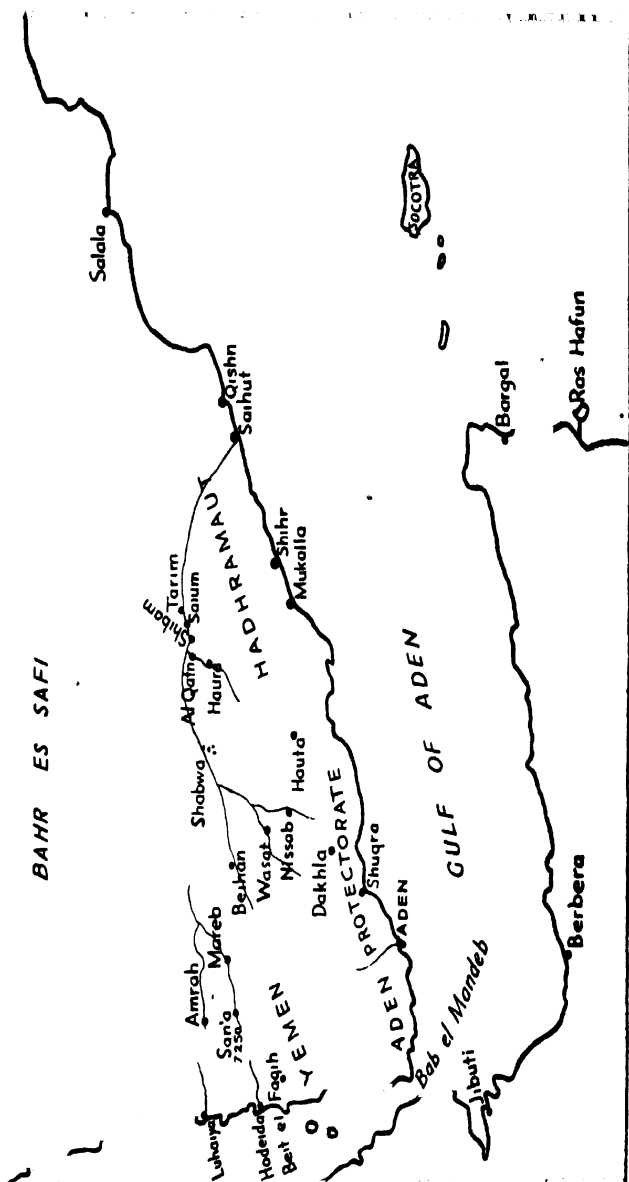 BAHR ES SAFI
Salala
Qishn
Saihut
HADHRAMAUT
Tarim
Saium
Shibam
Al Qatn
Haura
Shihr
Mukalla
Shabwa
Hauta
Beihan
Wasat
Nissab
Dakhla
Shuqra
ADEN PROTECTORATE
ADEN
Mareb
Amrah
San'a
7252
YEMEN
Luhaiya
Hodeida
Beit el Fagih
Bab el Mandeb
GULF OF ADEN
SOCOTRA
Bargal
Ras Hafun
Berbera
Jibuti